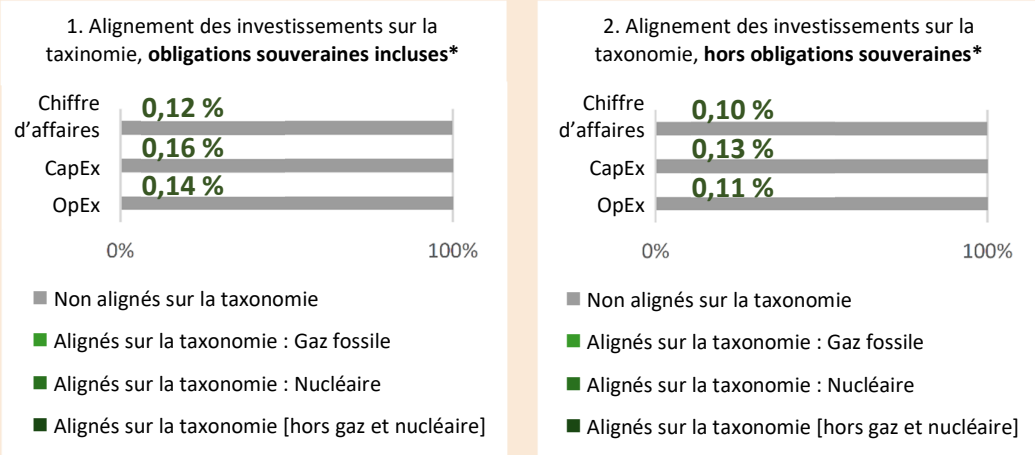 1. Alignement des investissements sur la
taxinomie, obligations souveraines incluses*
Chiffre
d'affaires
0,12 %
CapEx
0,16 %
OpEx
0,14 %
0%
100%
Non alignés sur la taxonomie
Alignés sur la taxonomie : Gaz fossile
Alignés sur la taxonomie : Nucléaire
Alignés sur la taxonomie [hors gaz et nucléaire]
2. Alignement des investissements sur la
taxonomie, hors obligations souveraines*
Chiffre
d'affaires
0,10 %
CapEx
0,13 %
OpEx
0,11 %
0%
100%
Non alignés sur la taxonomie
Alignés sur la taxonomie : Gaz fossile
Alignés sur la taxonomie : Nucléaire
Alignés sur la taxonomie [hors gaz et nucléaire]